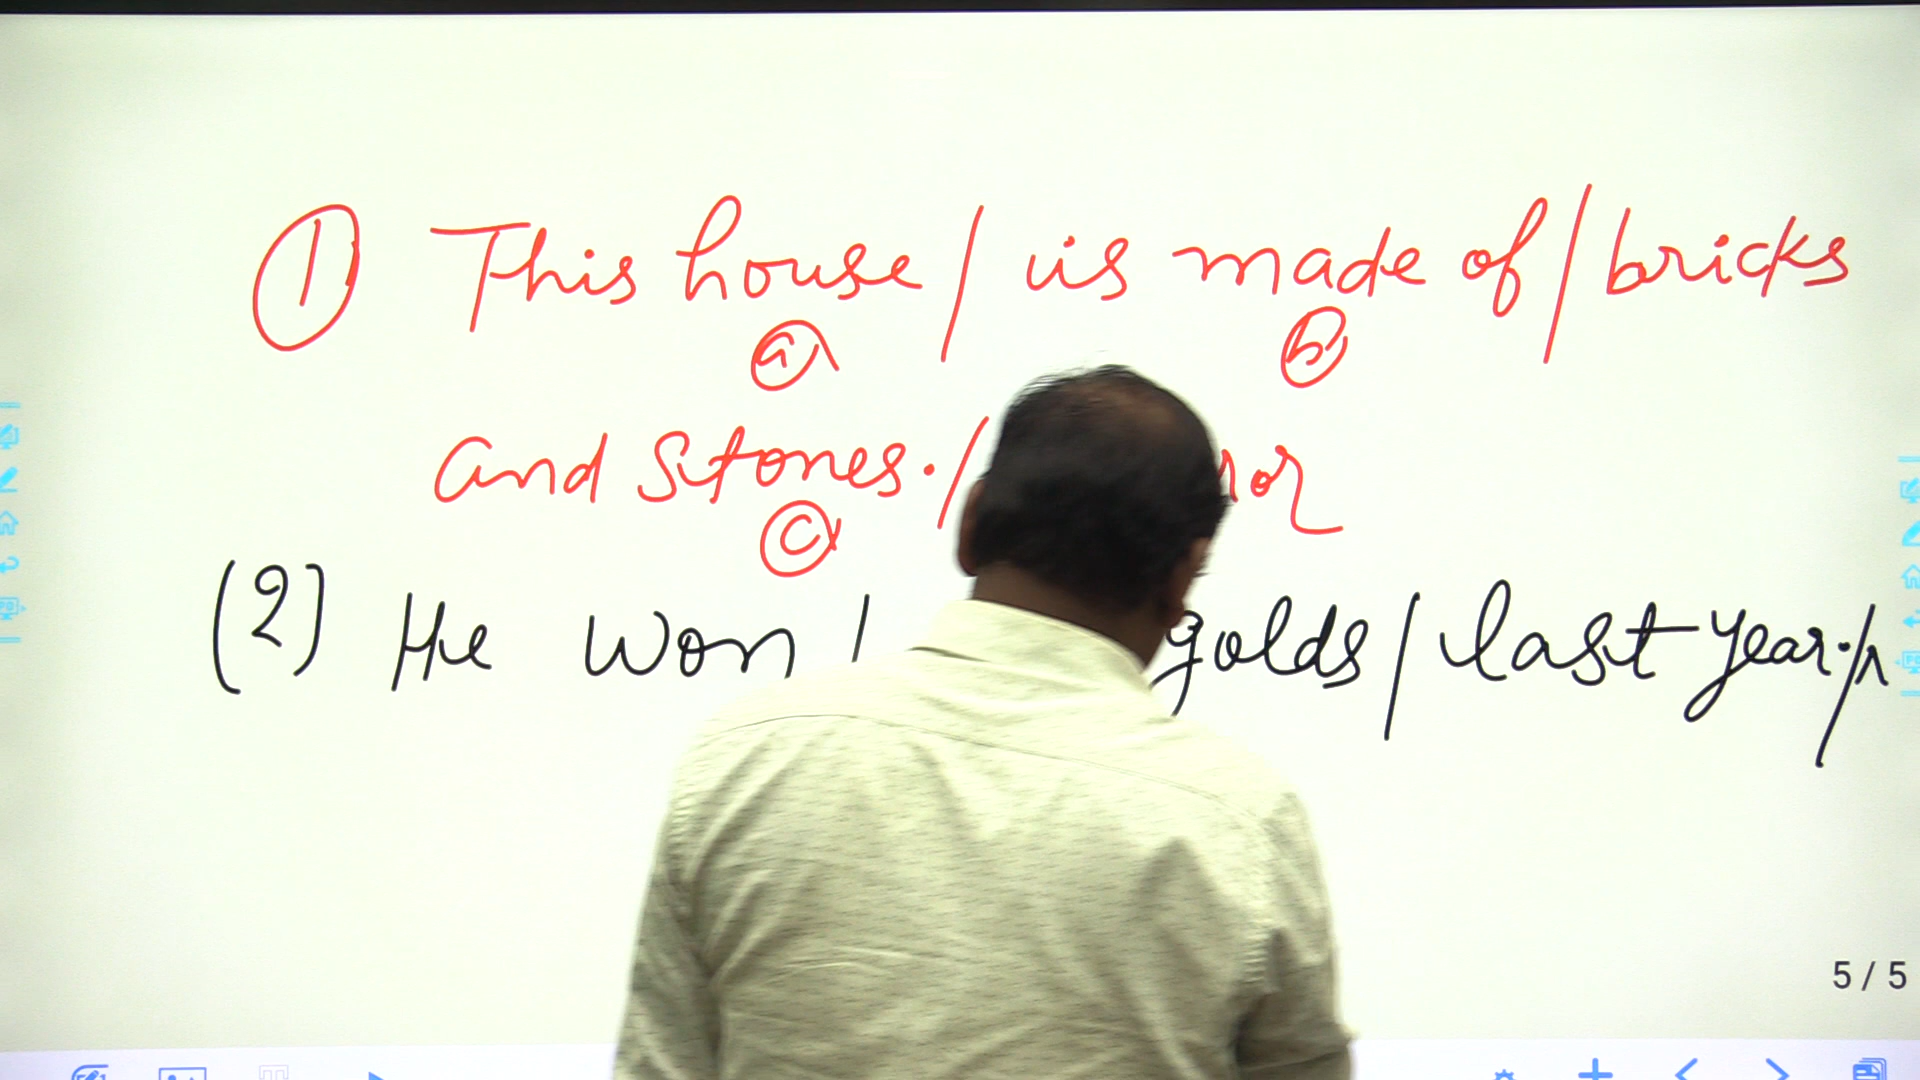 ① This house / is made of / bricks
ⓐ ⓑ
and stones. /
ⓒ
(2) He won / golds / last year. /
5 / 5